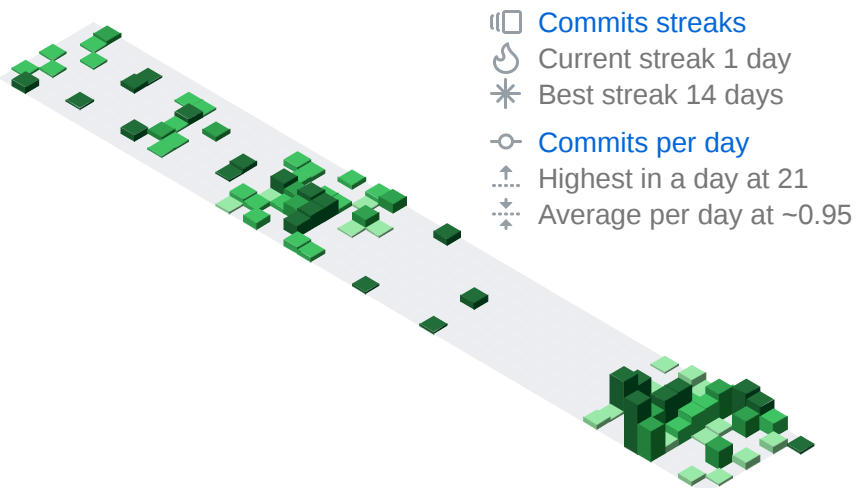 Commits streaks
Current streak 1 day
Best streak 14 days
Commits per day
Highest in a day at 21
Average per day at ~0.95